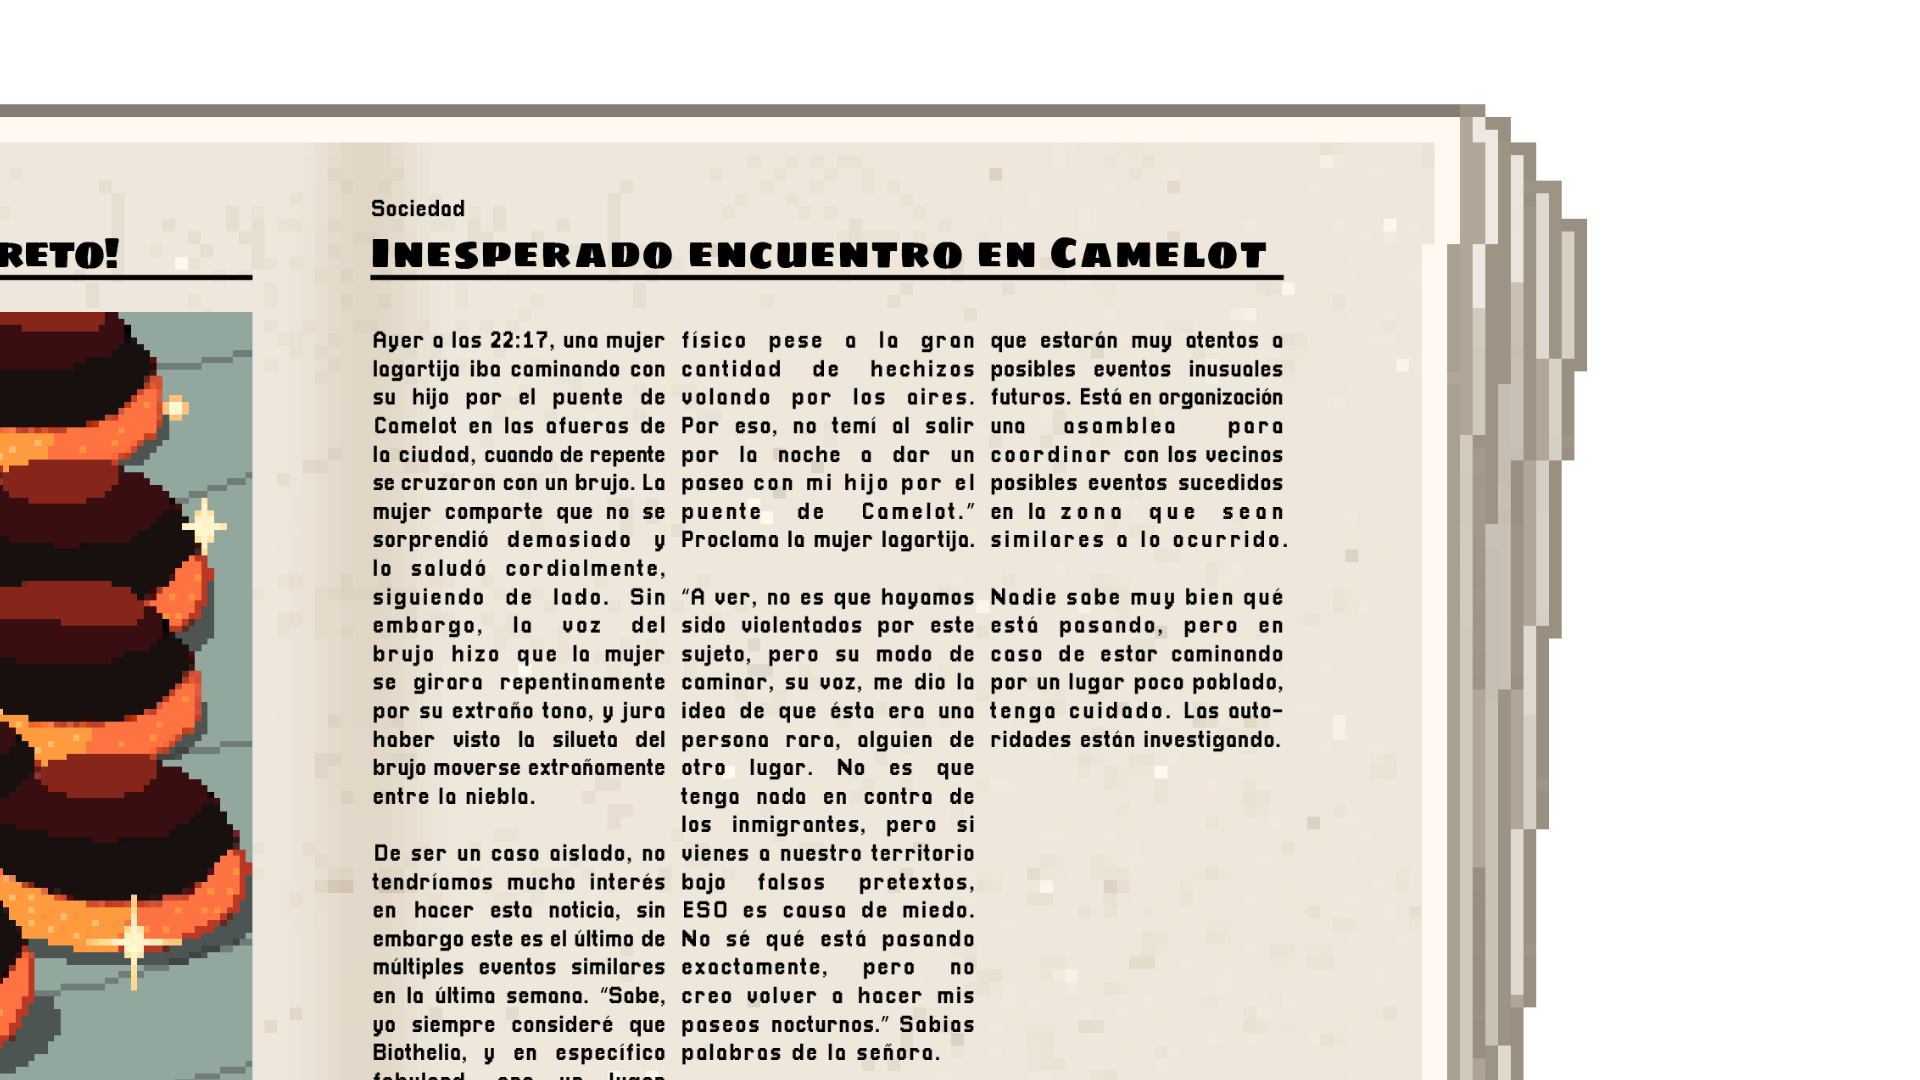 RETO!
Sociedad
Inesperado encuentro en Camelot
Ayer a las 22:17, una mujer
lagartija iba caminando con
su hijo por el puente de
Camelot en las afueras de
la ciudad, cuando de repente
se cruzaron con un brujo. La
mujer comparte que no se
sorprendió demasiado y
lo saludó cordialmente,
siguiendo de lado. Sin
embargo, la voz del
brujo hizo que la mujer
se girara repentinamente
por su extraño tono, y jura
haber visto la silueta del
brujo moverse extrañamente
entre la niebla.
De ser un caso aislado, no
tendríamos mucho interés
en hacer esta noticia, sin
embargo este es el último de
múltiples eventos similares
en la última semana. "Sabe,
yo siempre consideré que
Biothelia, y en específico
físico pese a la gran
cantidad de hechizos
volando por los aires.
Por eso, no temí al salir
por la noche a dar un
paseo con mi hijo por el
puente de Camelot."
Proclama la mujer lagartija.
"A ver, no es que hayamos
sido violentados por este
sujeto, pero su modo de
caminar, su voz, me dio la
idea de que ésta era una
persona rara, alguien de
otro lugar. No es que
tenga nada en contra de
los inmigrantes, pero si
vienes a nuestro territorio
bajo falsos pretextos,
ESO es causa de miedo.
No sé qué está pasando
exactamente, pero no
creo volver a hacer mis
paseos nocturnos." Sabias
palabras de la señora.
que estarán muy atentos a
posibles eventos inusuales
futuros. Está en organización
una asamblea para
coordinar con los vecinos
posibles eventos sucedidos
en la zona que sean
similares a lo ocurrido.
Nadie sabe muy bien qué
está pasando, pero en
caso de estar caminando
por un lugar poco poblado,
tenga cuidado. Las auto-
ridades están investigando.